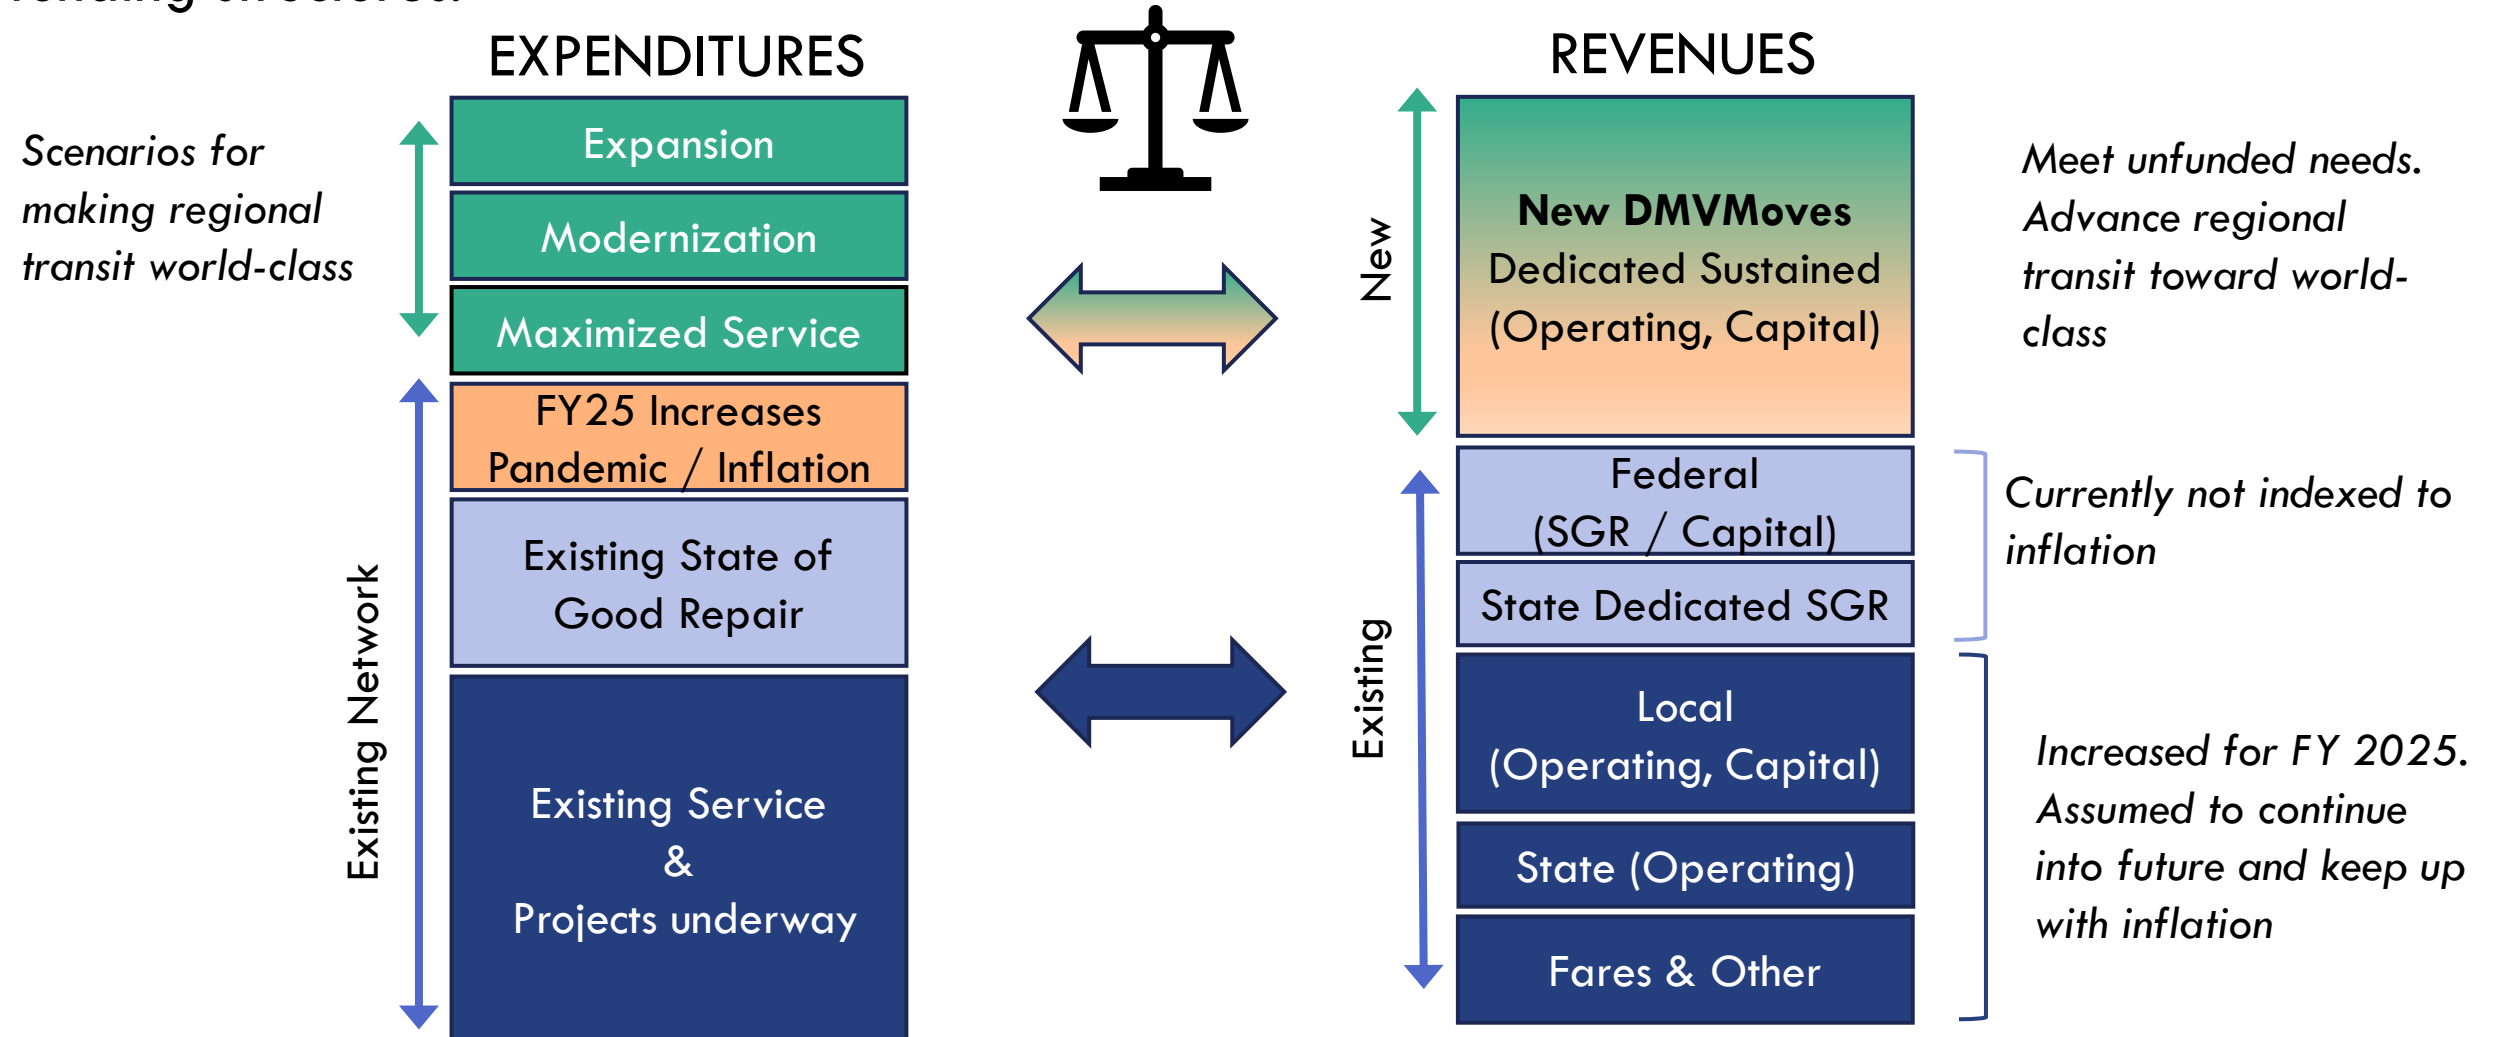 EXPENDITURES
REVENUES
Scenarios for
making regional
transit world-class
Expansion
Modernization
Maximized Service
FY25 Increases
Pandemic / Inflation
Existing State of
Good Repair
Existing Service
&
Projects underway
Existing Network
New
New DMVMoves
Dedicated Sustained
(Operating, Capital)
Existing
Federal
(SGR / Capital)
State Dedicated SGR
Local
(Operating, Capital)
State (Operating)
Fares & Other
Meet unfunded needs.
Advance regional
transit toward world-
class
Currently not indexed to
inflation
Increased for FY 2025.
Assumed to continue
into future and keep up
with inflation